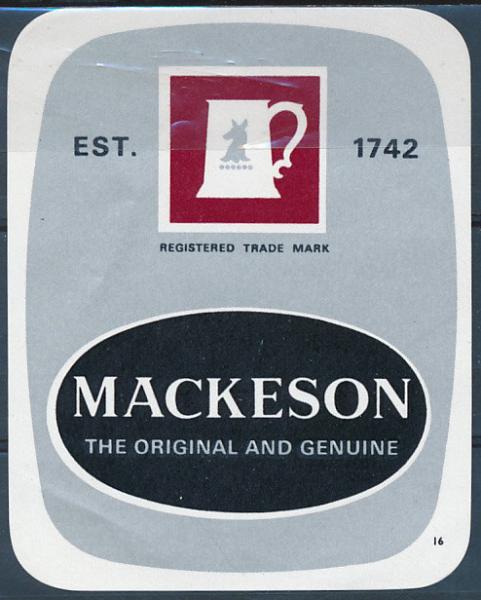 EST. 1742
REGISTERED TRADE MARK
MACKESON
THE ORIGINAL AND GENUINE
16